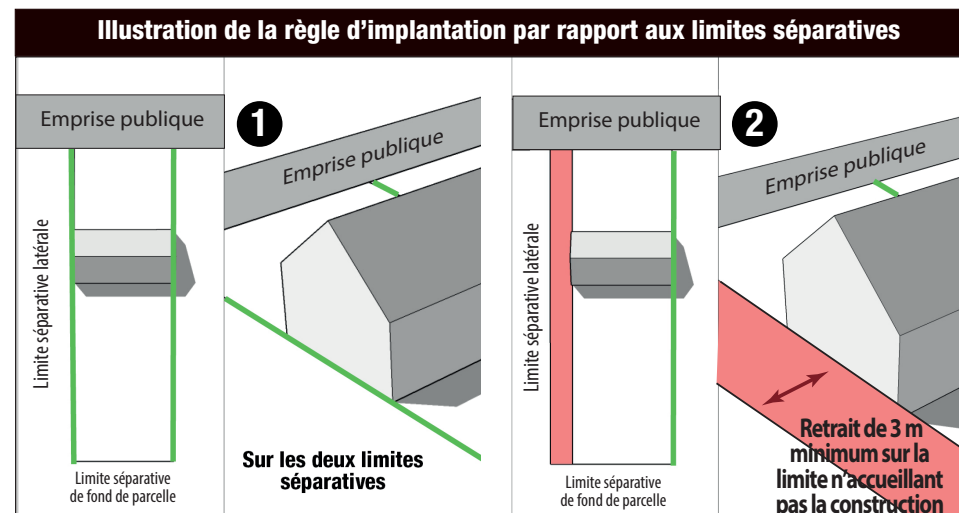 Illustration de la règle d'implantation par rapport aux limites séparatives
Emprise publique
1
Emprise publique
Limite séparative latérale
Sur les deux limites
séparatives
Limite séparative
de fond de parcelle
Emprise publique
2
Emprise publique
Limite séparative latérale
Limite séparative
de fond de parcelle
Retrait de 3 m
minimum sur la
limite n'accueillant
pas la construction